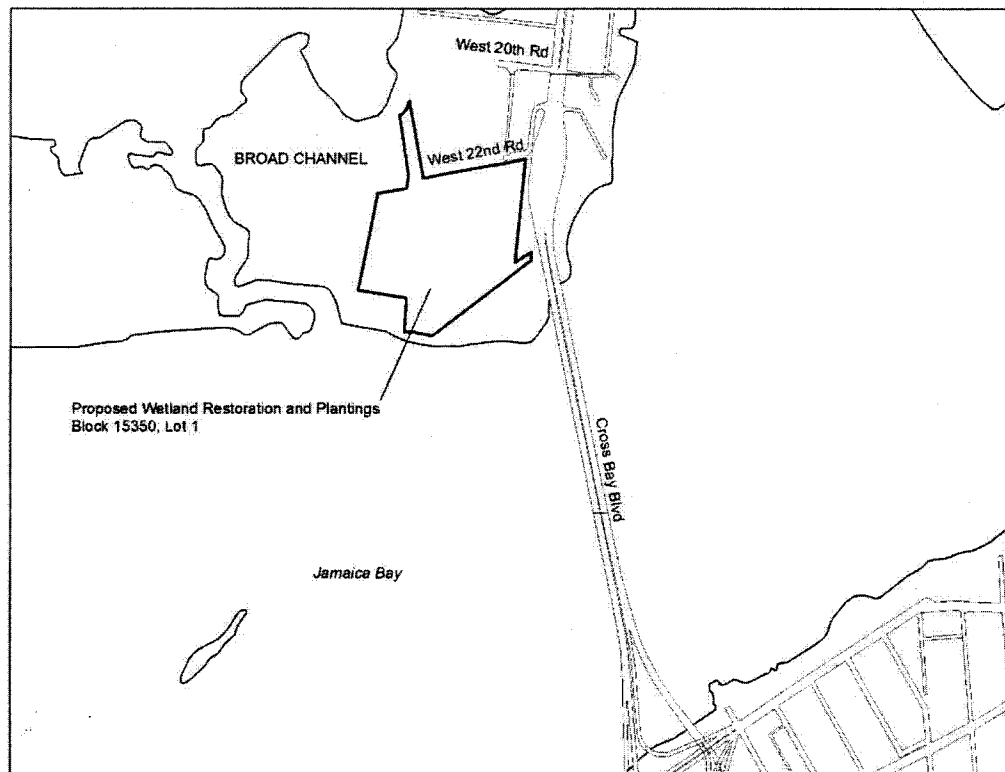 West 20th Rd
BROAD CHANNEL
West 22nd Rd
Proposed Wetland Restoration and Plantings
Block 15350, Lot 1
Cross Bay Blvd
Jamaica Bay